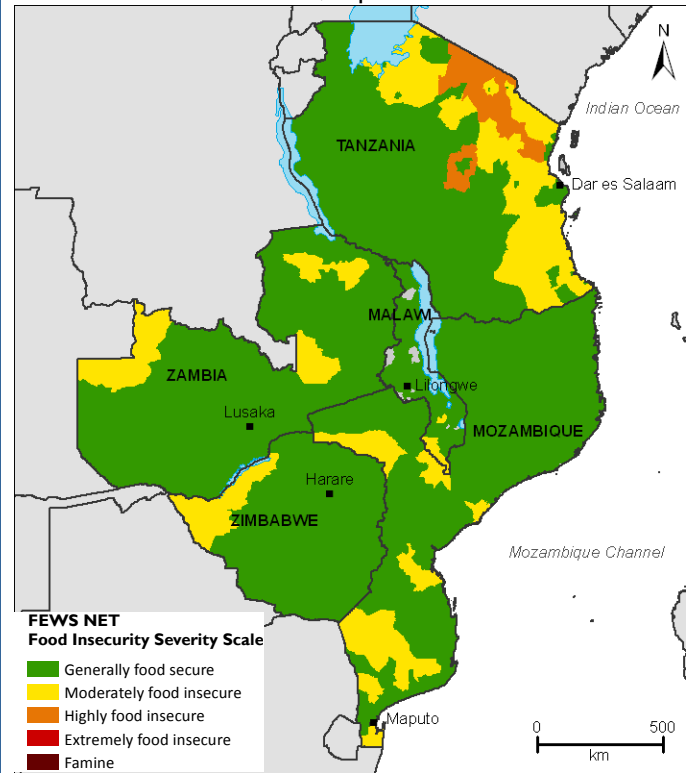 N
Indian Ocean
TANZANIA
Dar es Salaam
MALAWI
ZAMBIA
Lilongwe
Lusaka
MOZAMBIQUE
Harare
ZIMBABWE
Mozambique Channel
FEWS NET
Food Insecurity Severity Scale
Generally food secure
Moderately food insecure
Highly food insecure
Extremely food insecure
Famine
Maputo
0 500
km